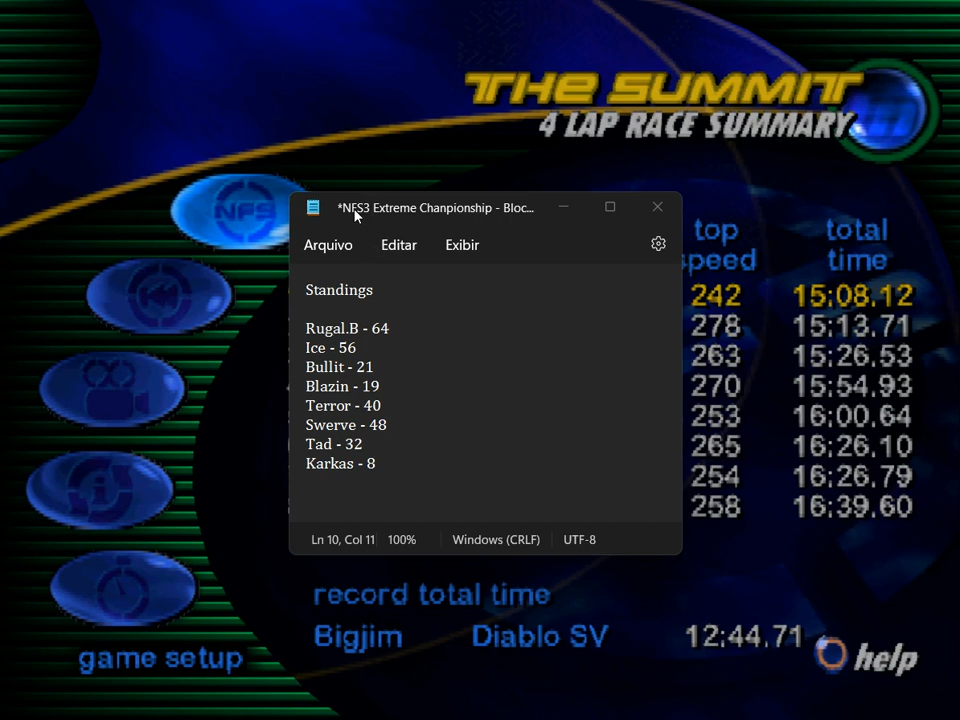 THE SUMMIT
4 LAP RACE SUMMARY
NFS
*NFS3 Extreme Chanpionship - Bloc...
Arquivo Editar Exibir
Standings
Rugal.B - 64
Ice - 56
Bullit - 21
Blazin - 19
Terror - 40
Swerve - 48
Tad - 32
Karkas - 8
Ln 10, Col 11 100% Windows (CRLF) UTF-8
top total
speed time
242 15:08.12
278 15:13.71
263 15:26.53
270 15:54.93
253 16:00.64
265 16:26.10
254 16:26.79
258 16:39.60
record total time
Bigjim Diablo SV 12:44.71
game setup
help